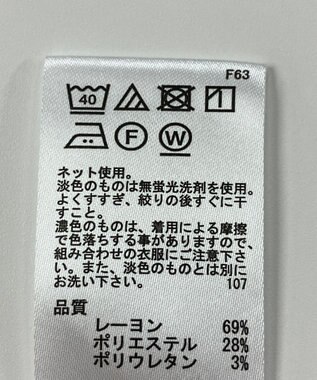 F63
40
F
W
ネット使用。
淡色のものは無蛍光洗剤を使用。
よくすすぎ、絞りの後すぐに干
すこと。
濃色のものは、着用による摩擦
で色落ちする事がありますので、
組み合わせの衣服にご注意下さ
い。また、淡色のものとは別に
お洗い下さい。 107
品質
レーヨン 69%
ポリエステル 28%
ポリウレタン 3%